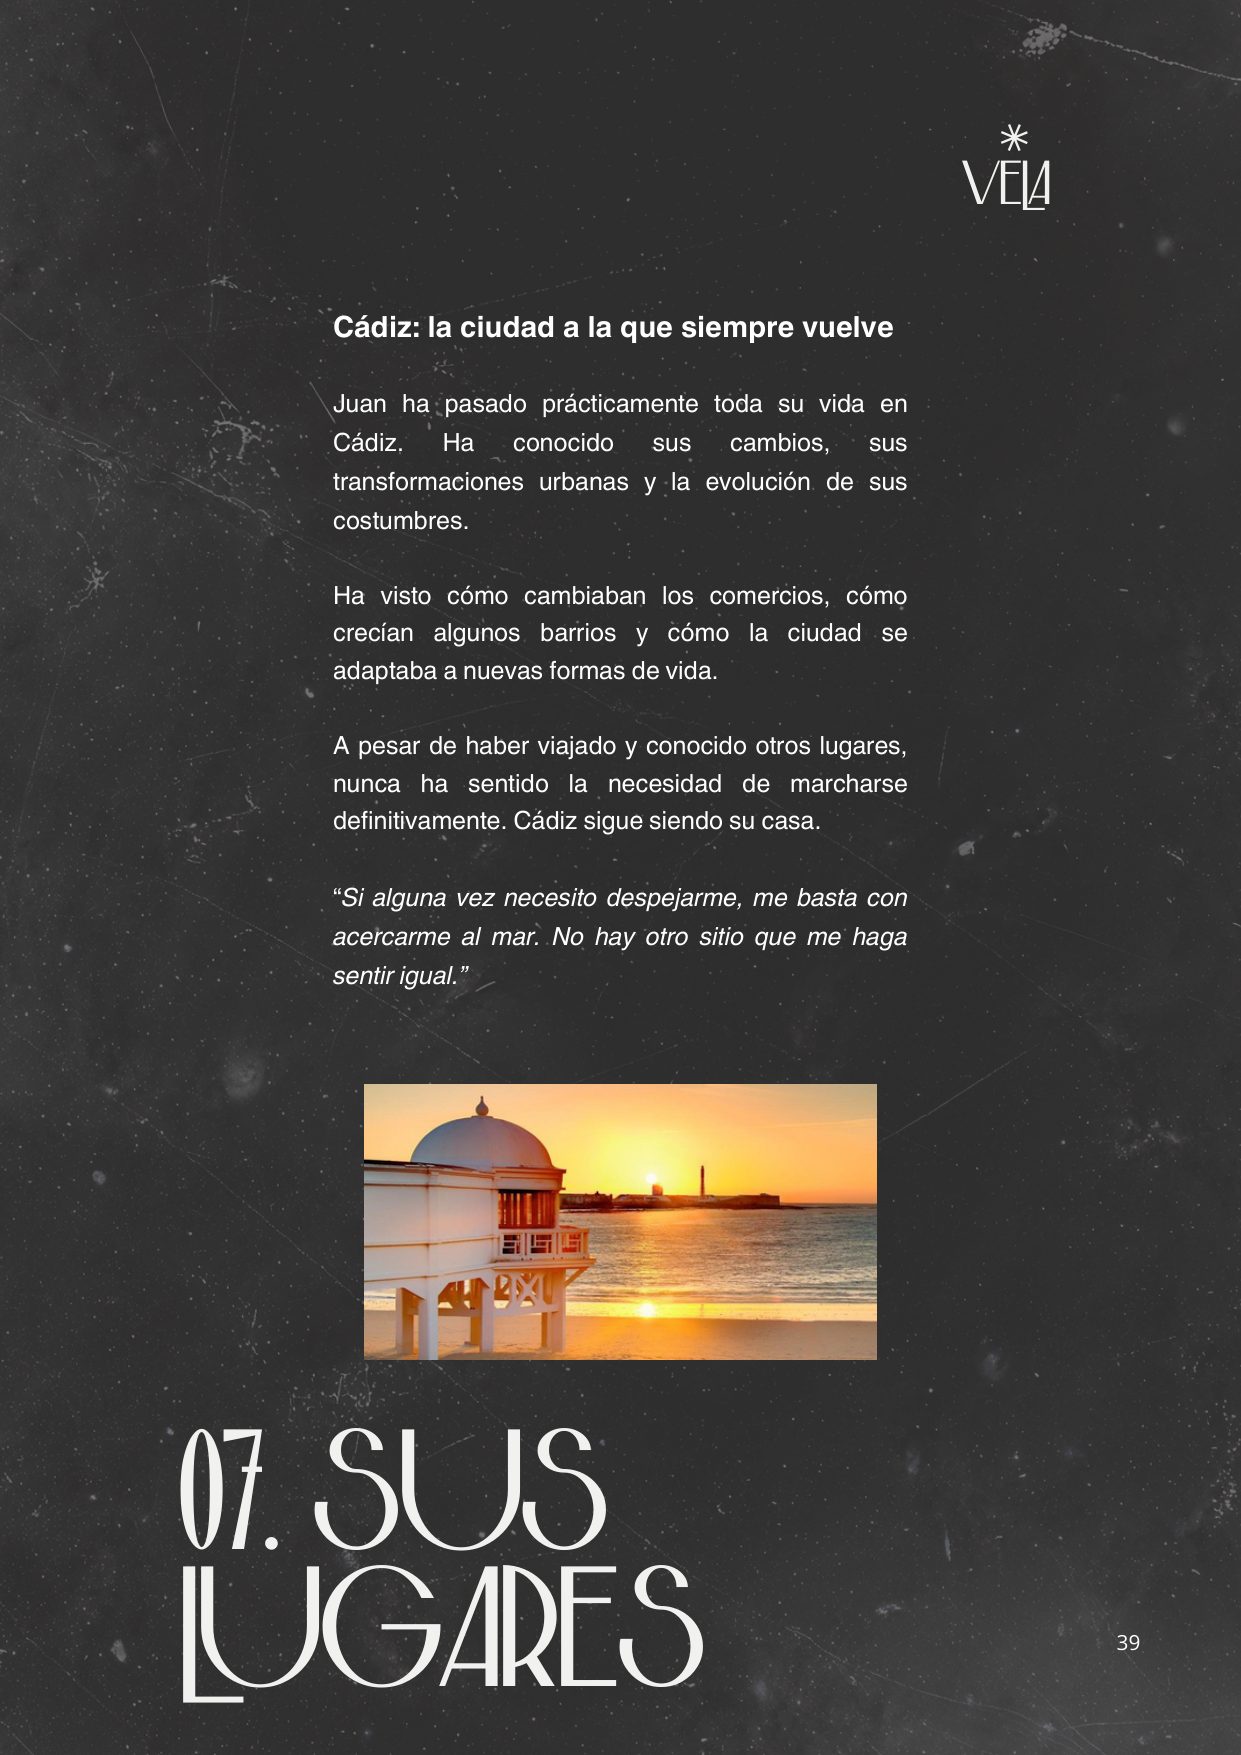 VELA
Cádiz: la ciudad a la que siempre vuelve
Juan ha pasado prácticamente toda su vida en
Cádiz. Ha conocido sus cambios, sus
transformaciones urbanas y la evolución de sus
costumbres.
Ha visto cómo cambiaban los comercios, cómo
crecían algunos barrios y cómo la ciudad se
adaptaba a nuevas formas de vida.
A pesar de haber viajado y conocido otros lugares,
nunca ha sentido la necesidad de marcharse
definitivamente. Cádiz sigue siendo su casa.
“Si alguna vez necesito despejarme, me basta con
acercarme al mar. No hay otro sitio que me haga
sentir igual.”
07. SUS
LUGARES
39